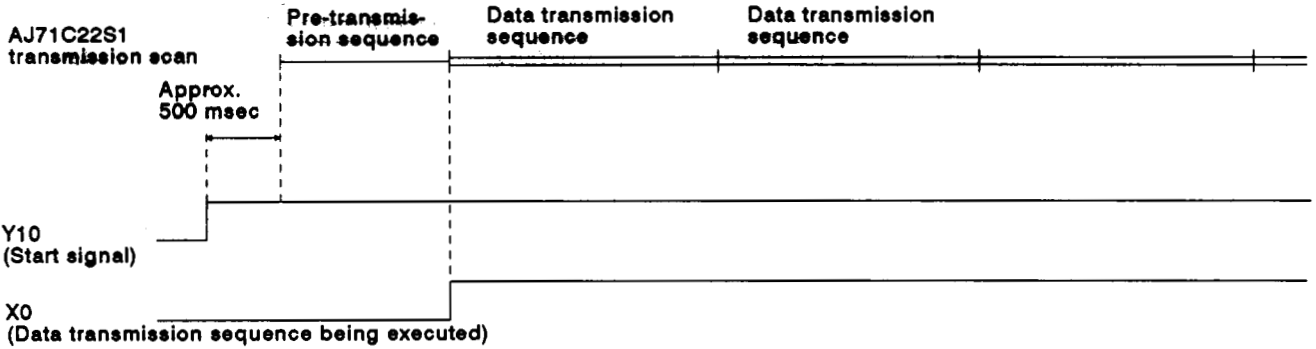 AJ71C22S1
transmission scan
Pre-transmis-
sion sequence
Data transmission
sequence
Data transmission
sequence
Approx.
500 msec
Y10
(Start signal)
X0
(Data transmission sequence being executed)